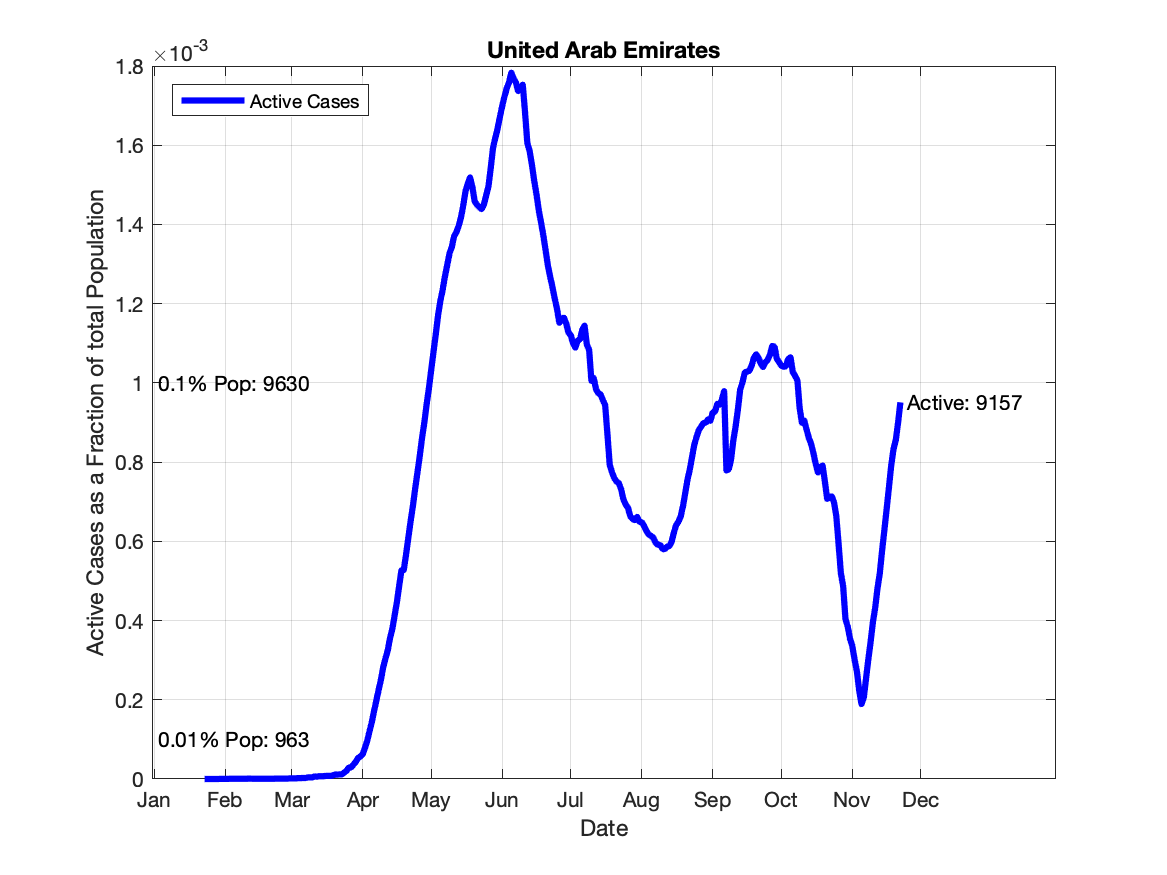 United Arab Emirates
×10-3
1.8
1.6
1.4
1.2
1
0.8
0.6
0.4
0.2
0
Active Cases
0.1% Pop: 9630
Active: 9157
0.01% Pop: 963
Active Cases as a Fraction of total Population
Jan Feb Mar Apr May Jun Jul Aug Sep Oct Nov Dec
Date